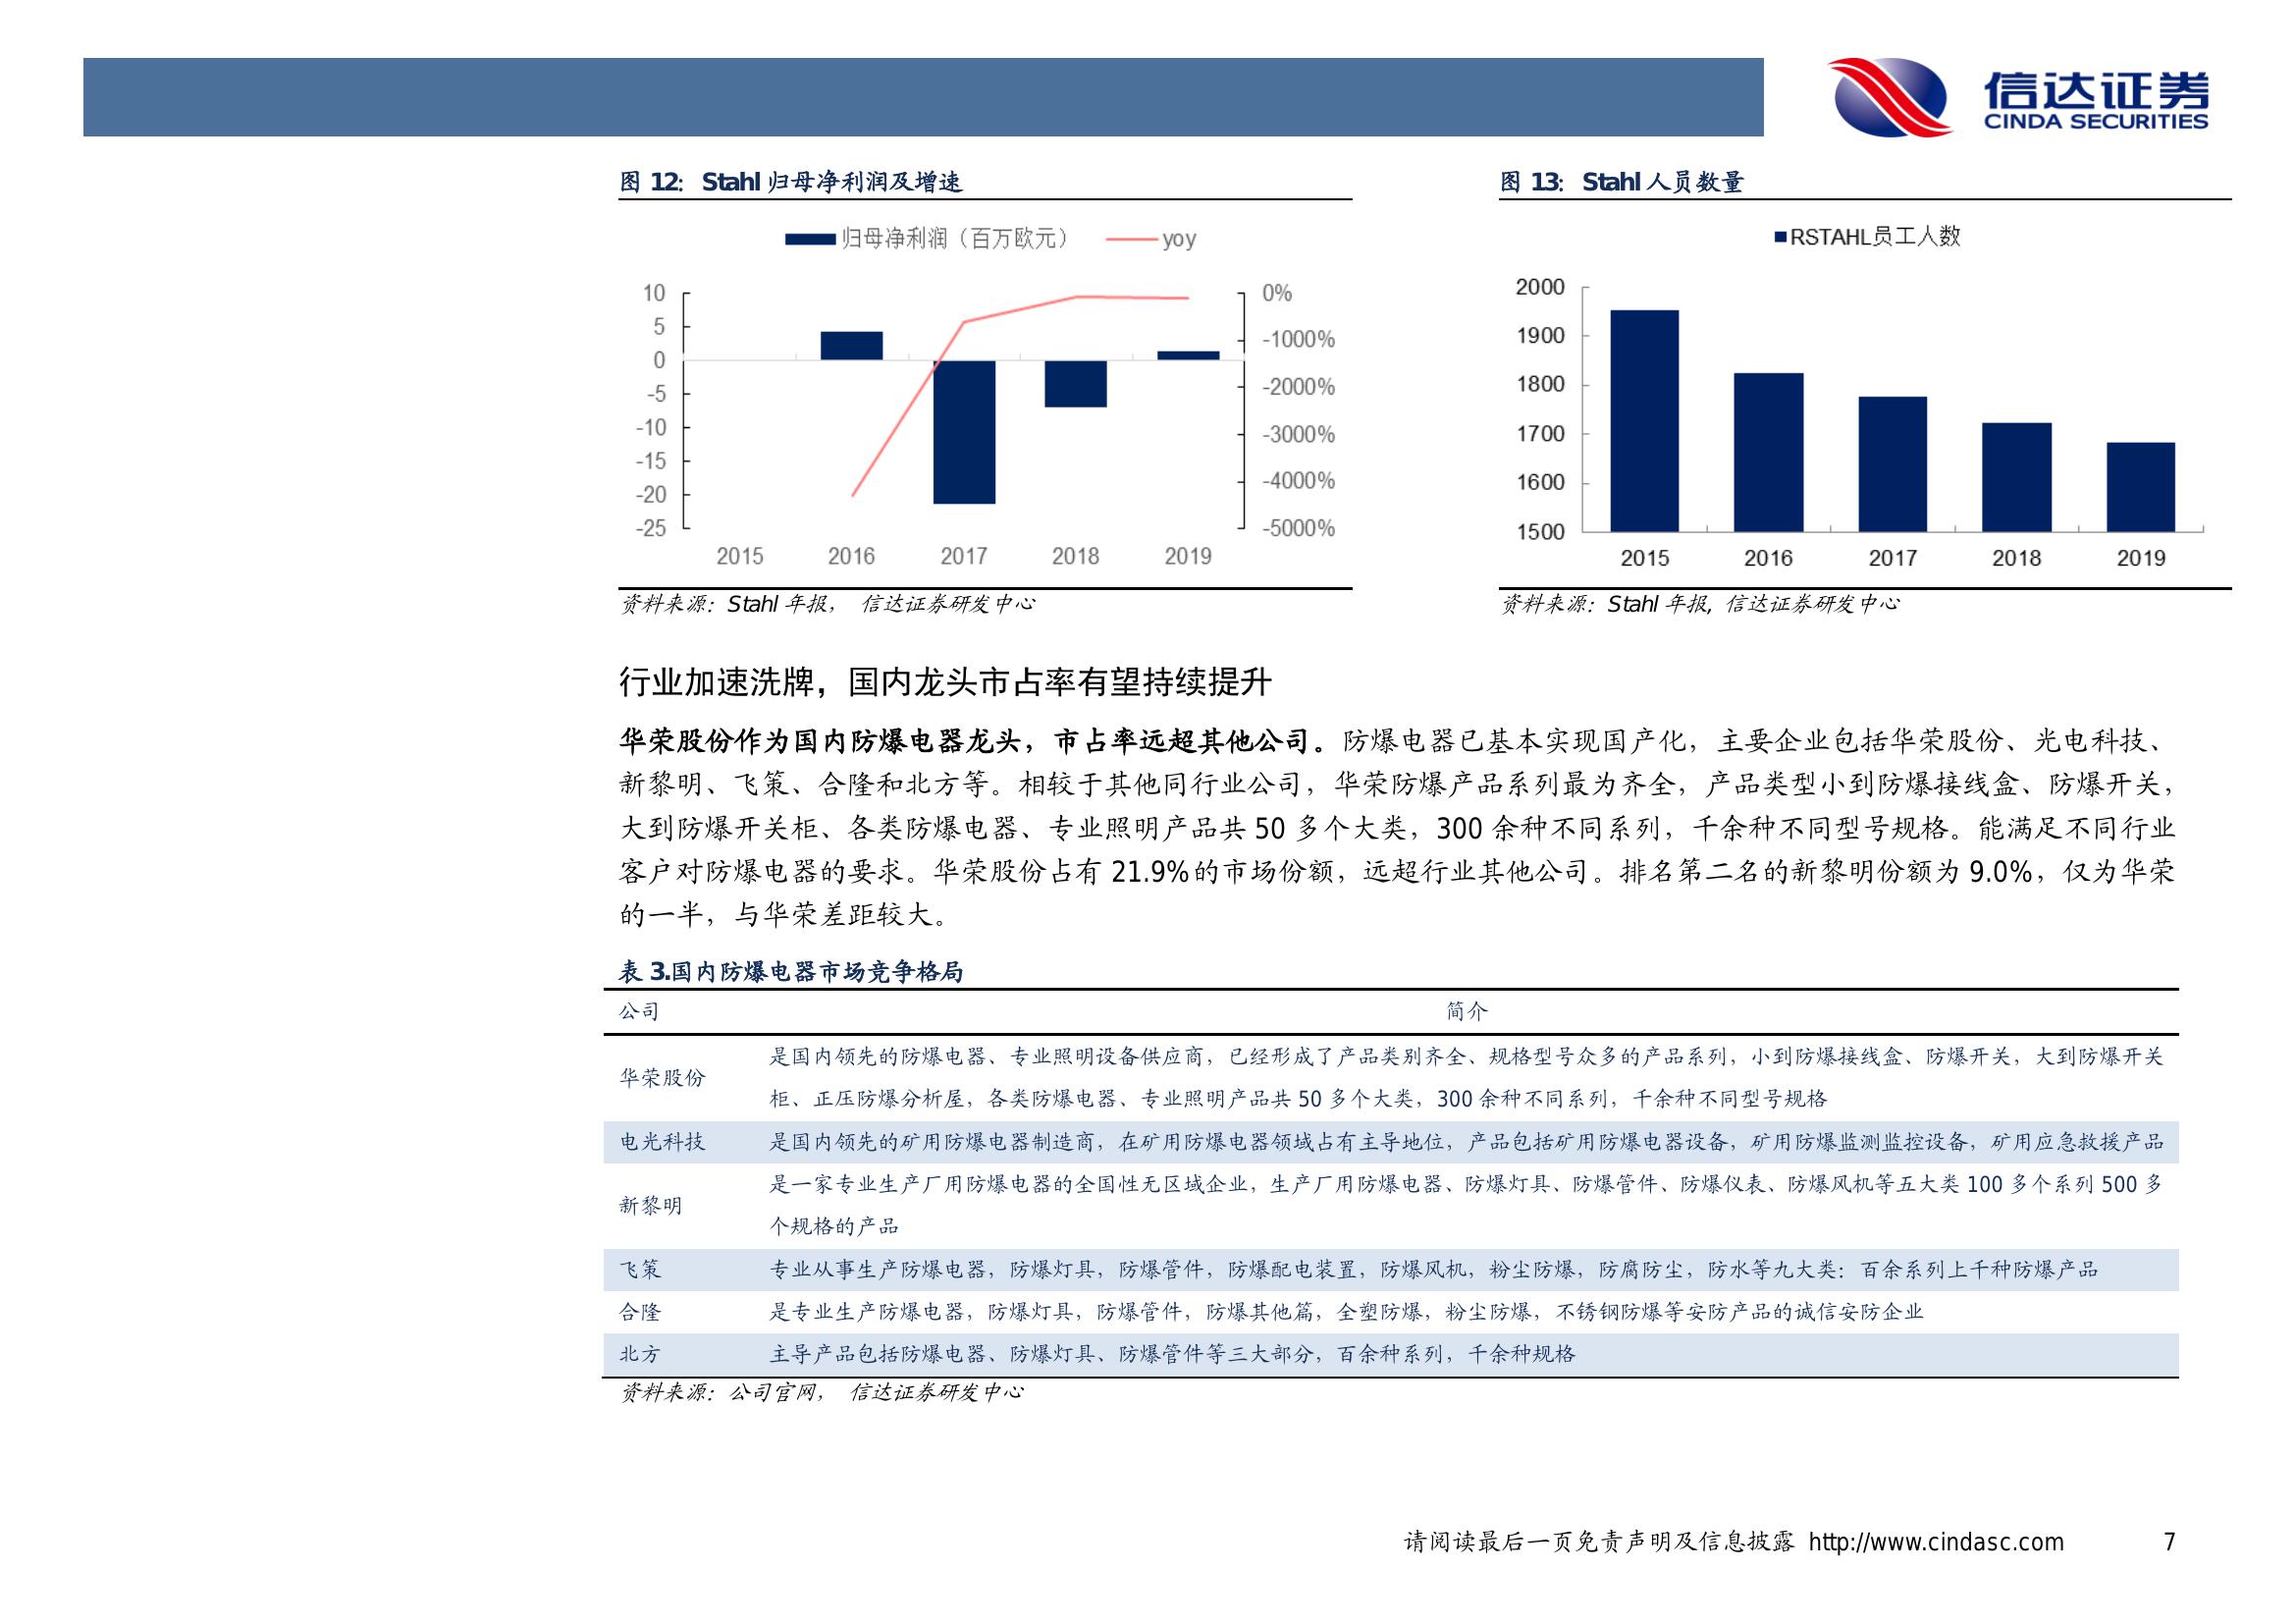 信达证券
CINDA SECURITIES
图 12： Stahl 归母净利润及增速
归母净利润（百万欧元） yoy
10
5
0
-5
-10
-15
-20
-25
0%
-1000%
-2000%
-3000%
-4000%
-5000%
2015 2016 2017 2018 2019
资料来源：Stahl 年报， 信达证券研发中心
图 13： Stahl 人员数量
RSTAHL员工人数
2000
1900
1800
1700
1600
1500
2015 2016 2017 2018 2019
资料来源：Stahl 年报, 信达证券研发中心
行业加速洗牌，国内龙头市占率有望持续提升
华荣股份作为国内防爆电器龙头，市占率远超其他公司。防爆电器已基本实现国产化，主要企业包括华荣股份、光电科技、
新黎明、飞策、合隆和北方等。相较于其他同行业公司，华荣防爆产品系列最为齐全，产品类型小到防爆接线盒、防爆开关，
大到防爆开关柜、各类防爆电器、专业照明产品共 50 多个大类，300 余种不同系列，千余种不同型号规格。能满足不同行业
客户对防爆电器的要求。华荣股份占有 21.9%的市场份额，远超行业其他公司。排名第二名的新黎明份额为 9.0%，仅为华荣
的一半，与华荣差距较大。
表 3.国内防爆电器市场竞争格局
公司 简介
华荣股份 是国内领先的防爆电器、专业照明设备供应商，已经形成了产品类别齐全、规格型号众多的产品系列，小到防爆接线盒、防爆开关，大到防爆开关
柜、正压防爆分析屋，各类防爆电器、专业照明产品共 50 多个大类，300 余种不同系列，千余种不同型号规格
电光科技 是国内领先的矿用防爆电器制造商，在矿用防爆电器领域占有主导地位，产品包括矿用防爆电器设备，矿用防爆监测监控设备，矿用应急救援产品
新黎明 是一家专业生产厂用防爆电器的全国性无区域企业，生产厂用防爆电器、防爆灯具、防爆管件、防爆仪表、防爆风机等五大类 100 多个系列 500 多
个规格的产品
飞策 专业从事生产防爆电器，防爆灯具，防爆管件，防爆配电装置，防爆风机，粉尘防爆，防腐防尘，防水等九大类：百余系列上千种防爆产品
合隆 是专业生产防爆电器，防爆灯具，防爆管件，防爆其他篇，全塑防爆，粉尘防爆，不锈钢防爆等安防产品的诚信安防企业
北方 主导产品包括防爆电器、防爆灯具、防爆管件等三大部分，百余种系列，千余种规格
资料来源：公司官网， 信达证券研发中心
请阅读最后一页免责声明及信息披露 http://www.cindasc.com 7